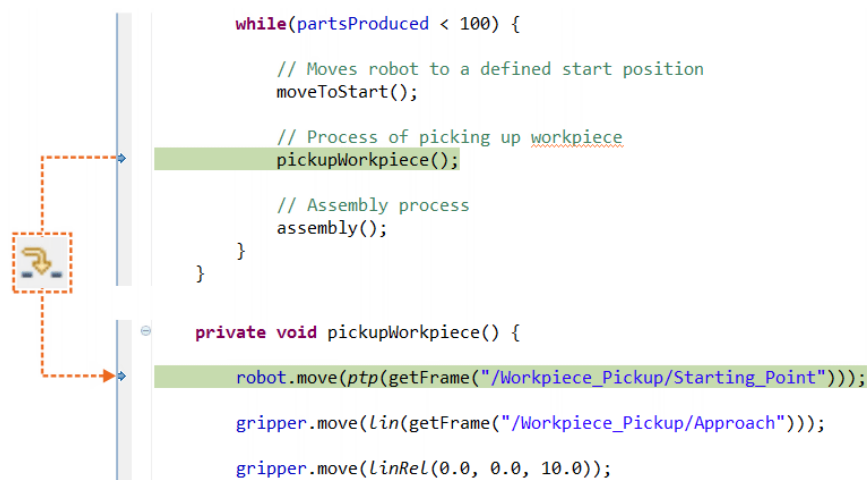 while(partsProduced < 100) {
// Moves robot to a defined start position
moveToStart();
// Process of picking up workpiece
pickupWorkpiece();
// Assembly process
assembly();
}
}
private void pickupWorkpiece() {
robot.move(ptp(getFrame("/Workpiece_Pickup/Starting_Point")));
gripper.move(lin(getFrame("/Workpiece_Pickup/Approach")));
gripper.move(linRel(0.0, 0.0, 10.0));